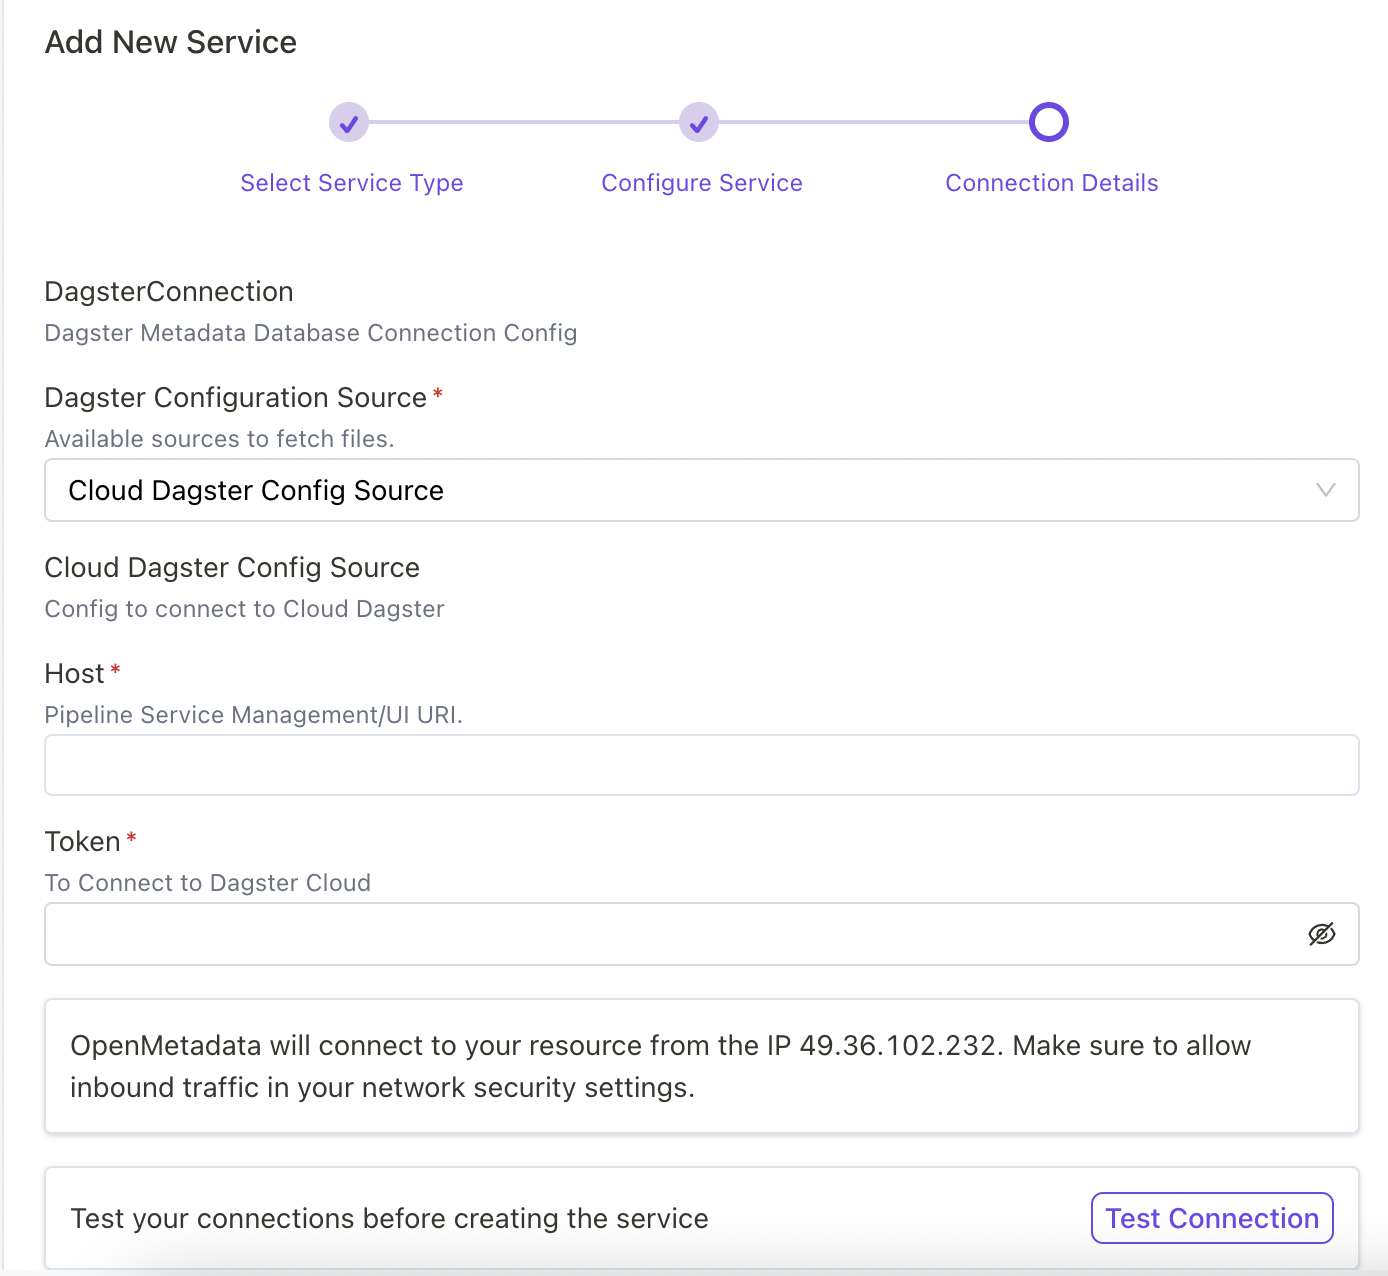 Add New Service
Select Service Type
Configure Service
Connection Details
DagsterConnection
Dagster Metadata Database Connection Config
Dagster Configuration Source *
Available sources to fetch files.
Cloud Dagster Config Source
Cloud Dagster Config Source
Config to connect to Cloud Dagster
Host *
Pipeline Service Management/UI URI.
Token *
To Connect to Dagster Cloud
OpenMetadata will connect to your resource from the IP 49.36.102.232. Make sure to allow
inbound traffic in your network security settings.
Test your connections before creating the service
Test Connection